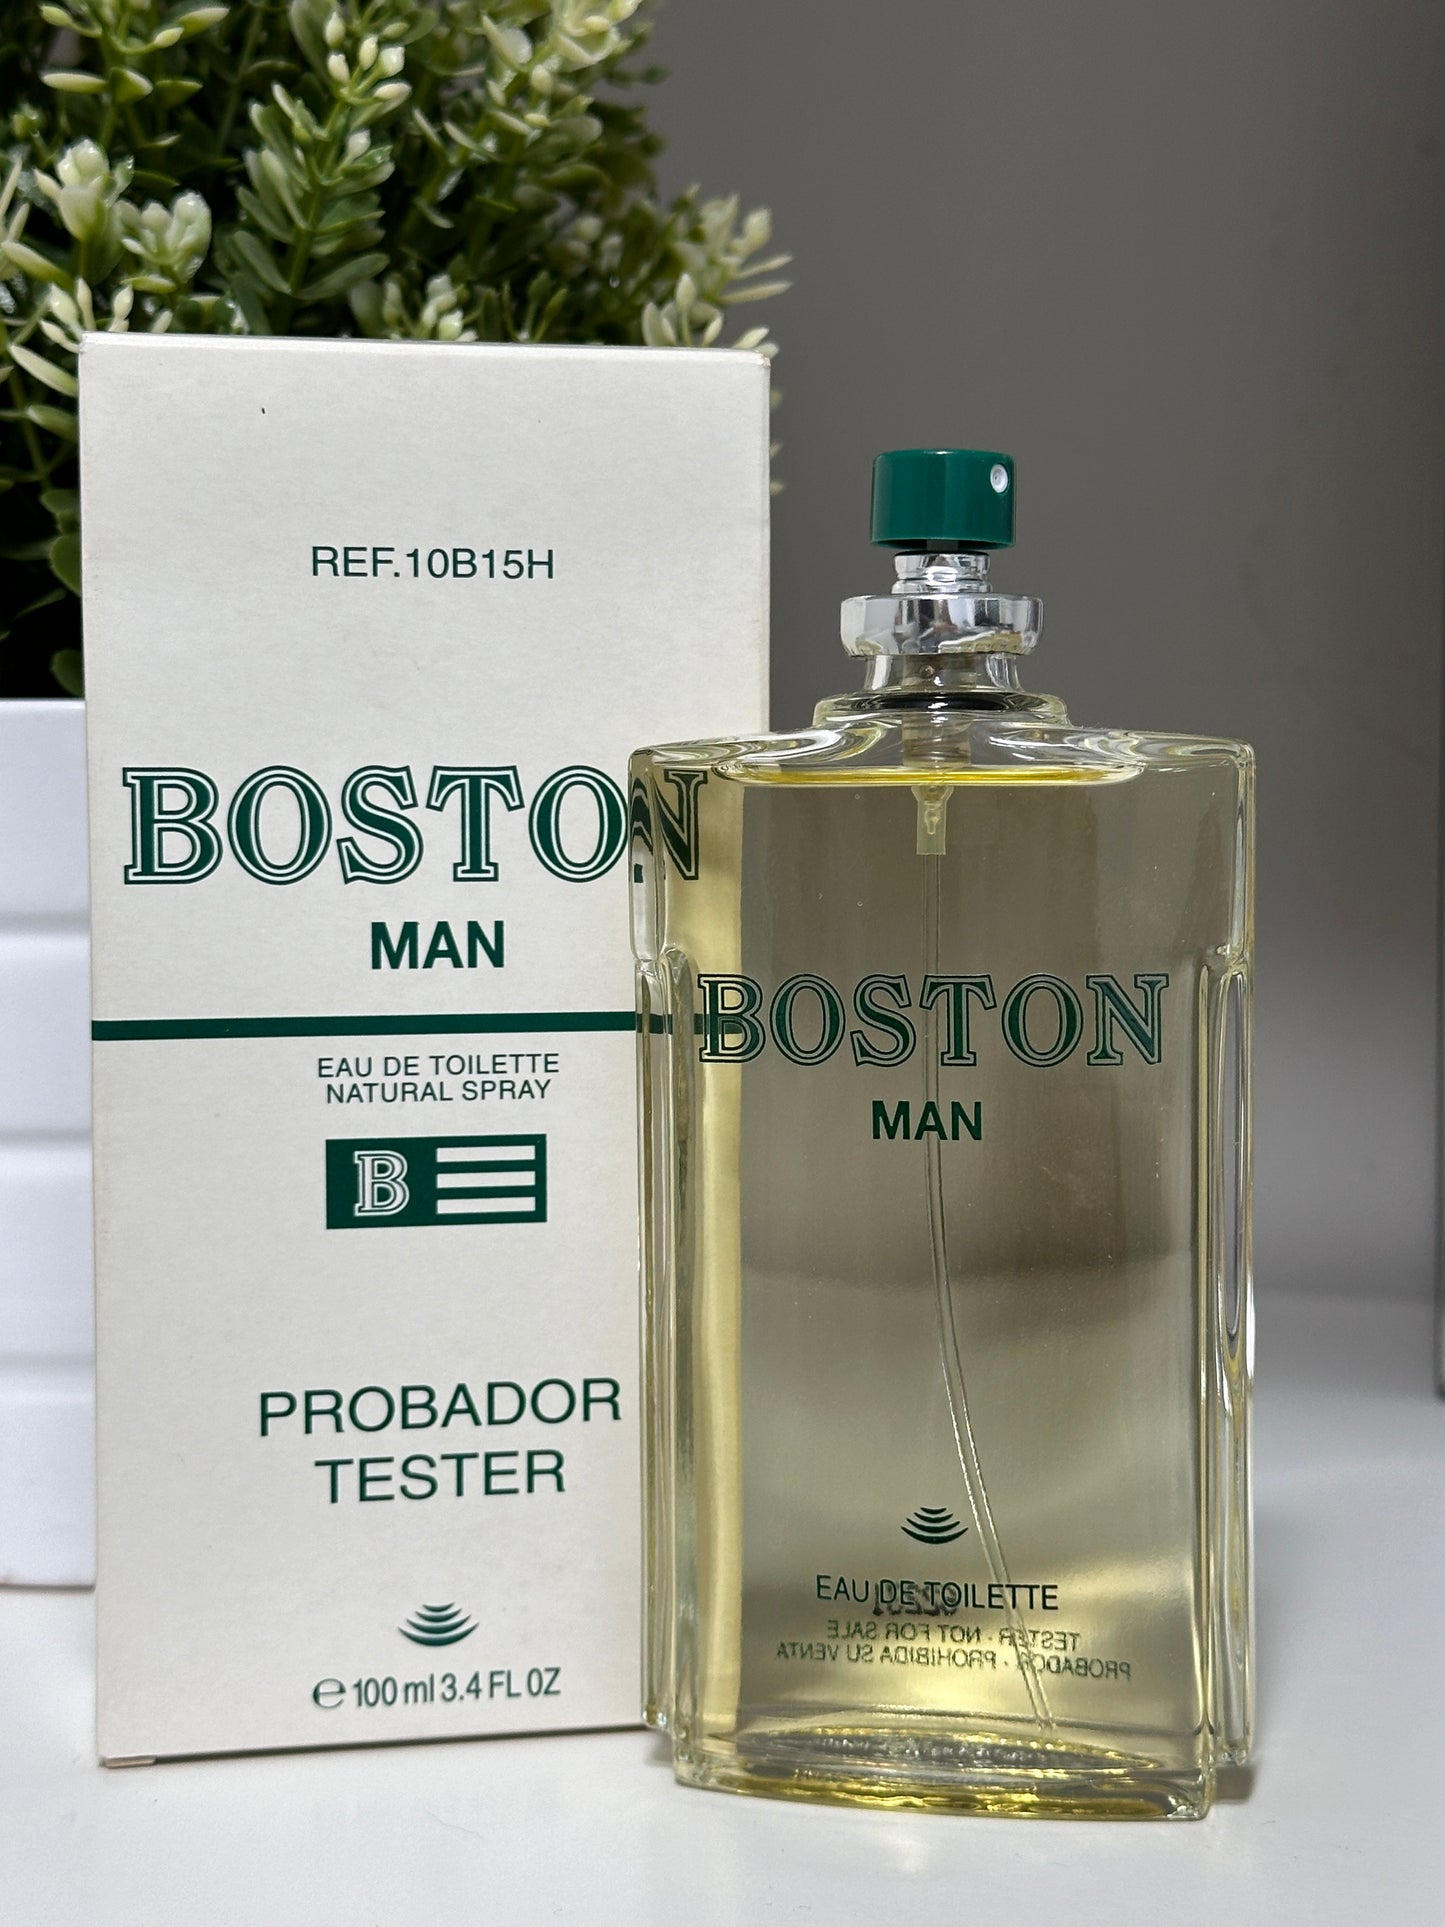 REF.10B15H
BOSTON
MAN
EAU DE TOILETTE
NATURAL SPRAY
B
PROBADOR
TESTER
℮ 100 ml 3.4 FL OZ
BOSTON
MAN
EAU DE TOILETTE
TESTER - NOT FOR SALE
PROBADOR - PROHIBIDA SU VENTA